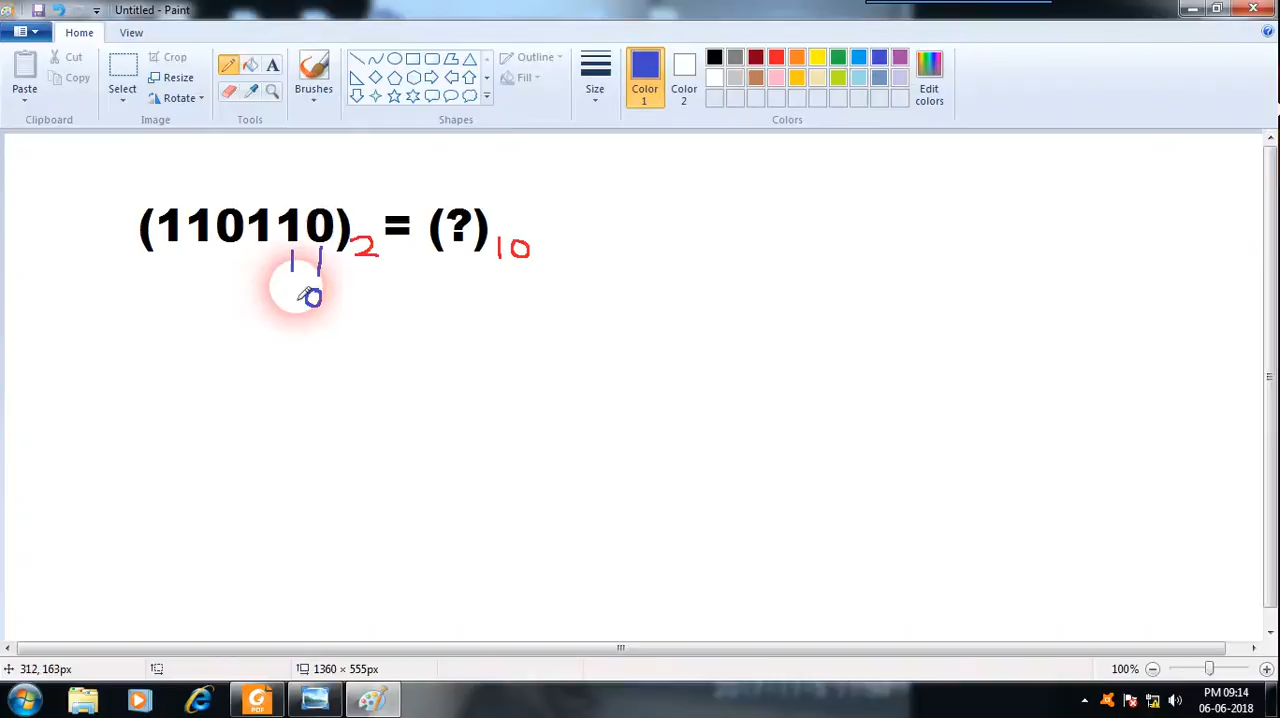 Untitled - Paint
Home View
Paste
Cut
Copy
Clipboard
Select
Crop
Resize
Rotate
Image
A
Tools
Brushes
Outline
Fill
Shapes
Size
Color 1
Color 2
Edit colors
Colors
(110110)2 = (?)10
0
312, 163px
1360 × 555px
100%
PDF
PM 09:14
06-06-2018